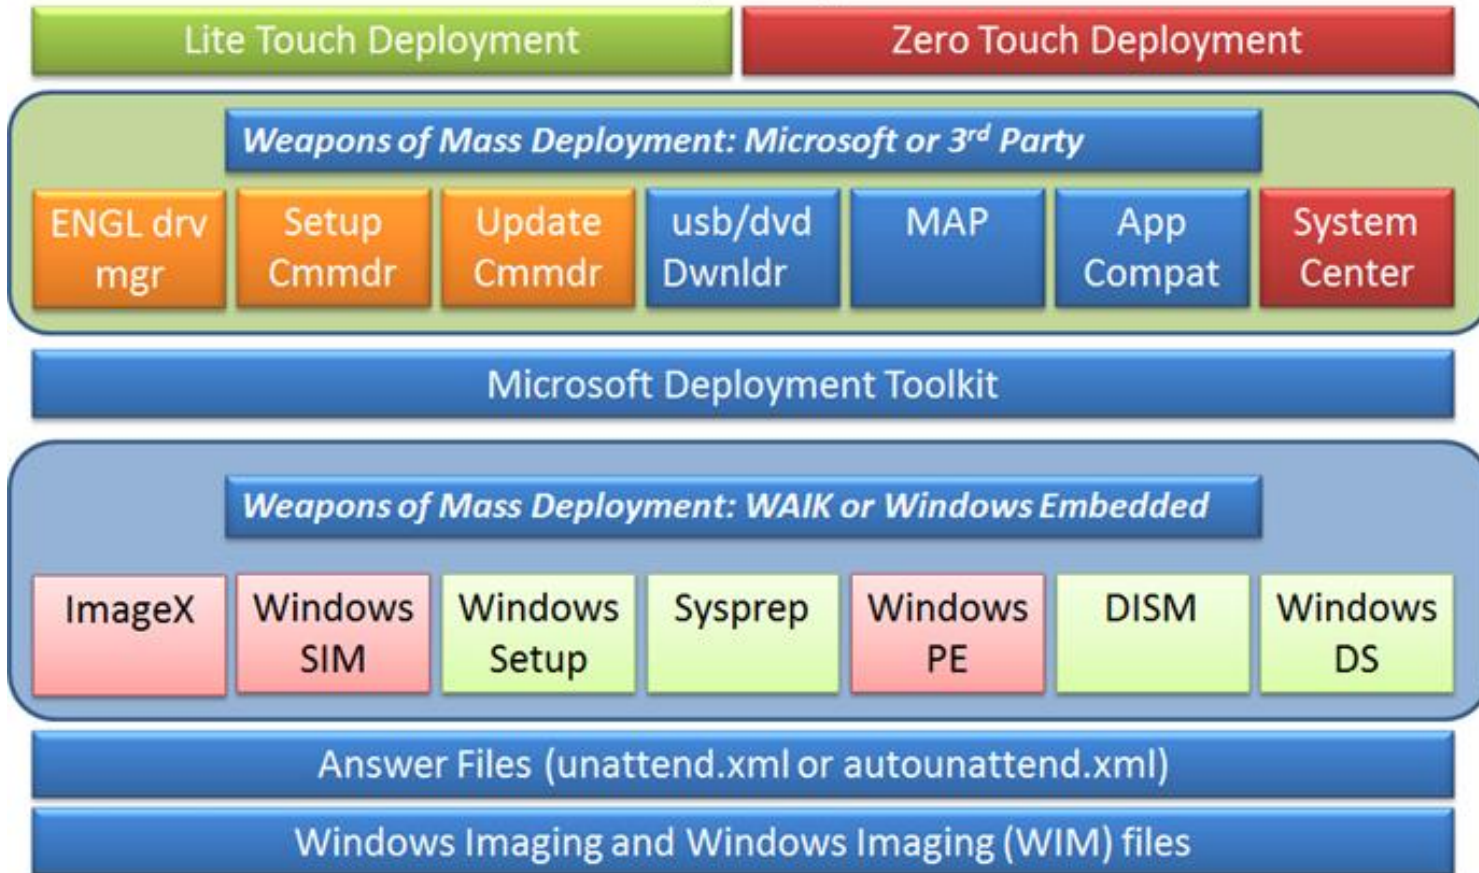 Lite Touch Deployment
Zero Touch Deployment
Weapons of Mass Deployment: Microsoft or 3rd Party
ENGL drv
mgr
Setup
Cmmdr
Update
Cmmdr
usb/dvd
Dwnldr
MAP
App
Compat
System
Center
Microsoft Deployment Toolkit
Weapons of Mass Deployment: WAIK or Windows Embedded
ImageX
Windows
SIM
Windows
Setup
Sysprep
Windows
PE
DISM
Windows
DS
Answer Files (unattend.xml or autounattend.xml)
Windows Imaging and Windows Imaging (WIM) files